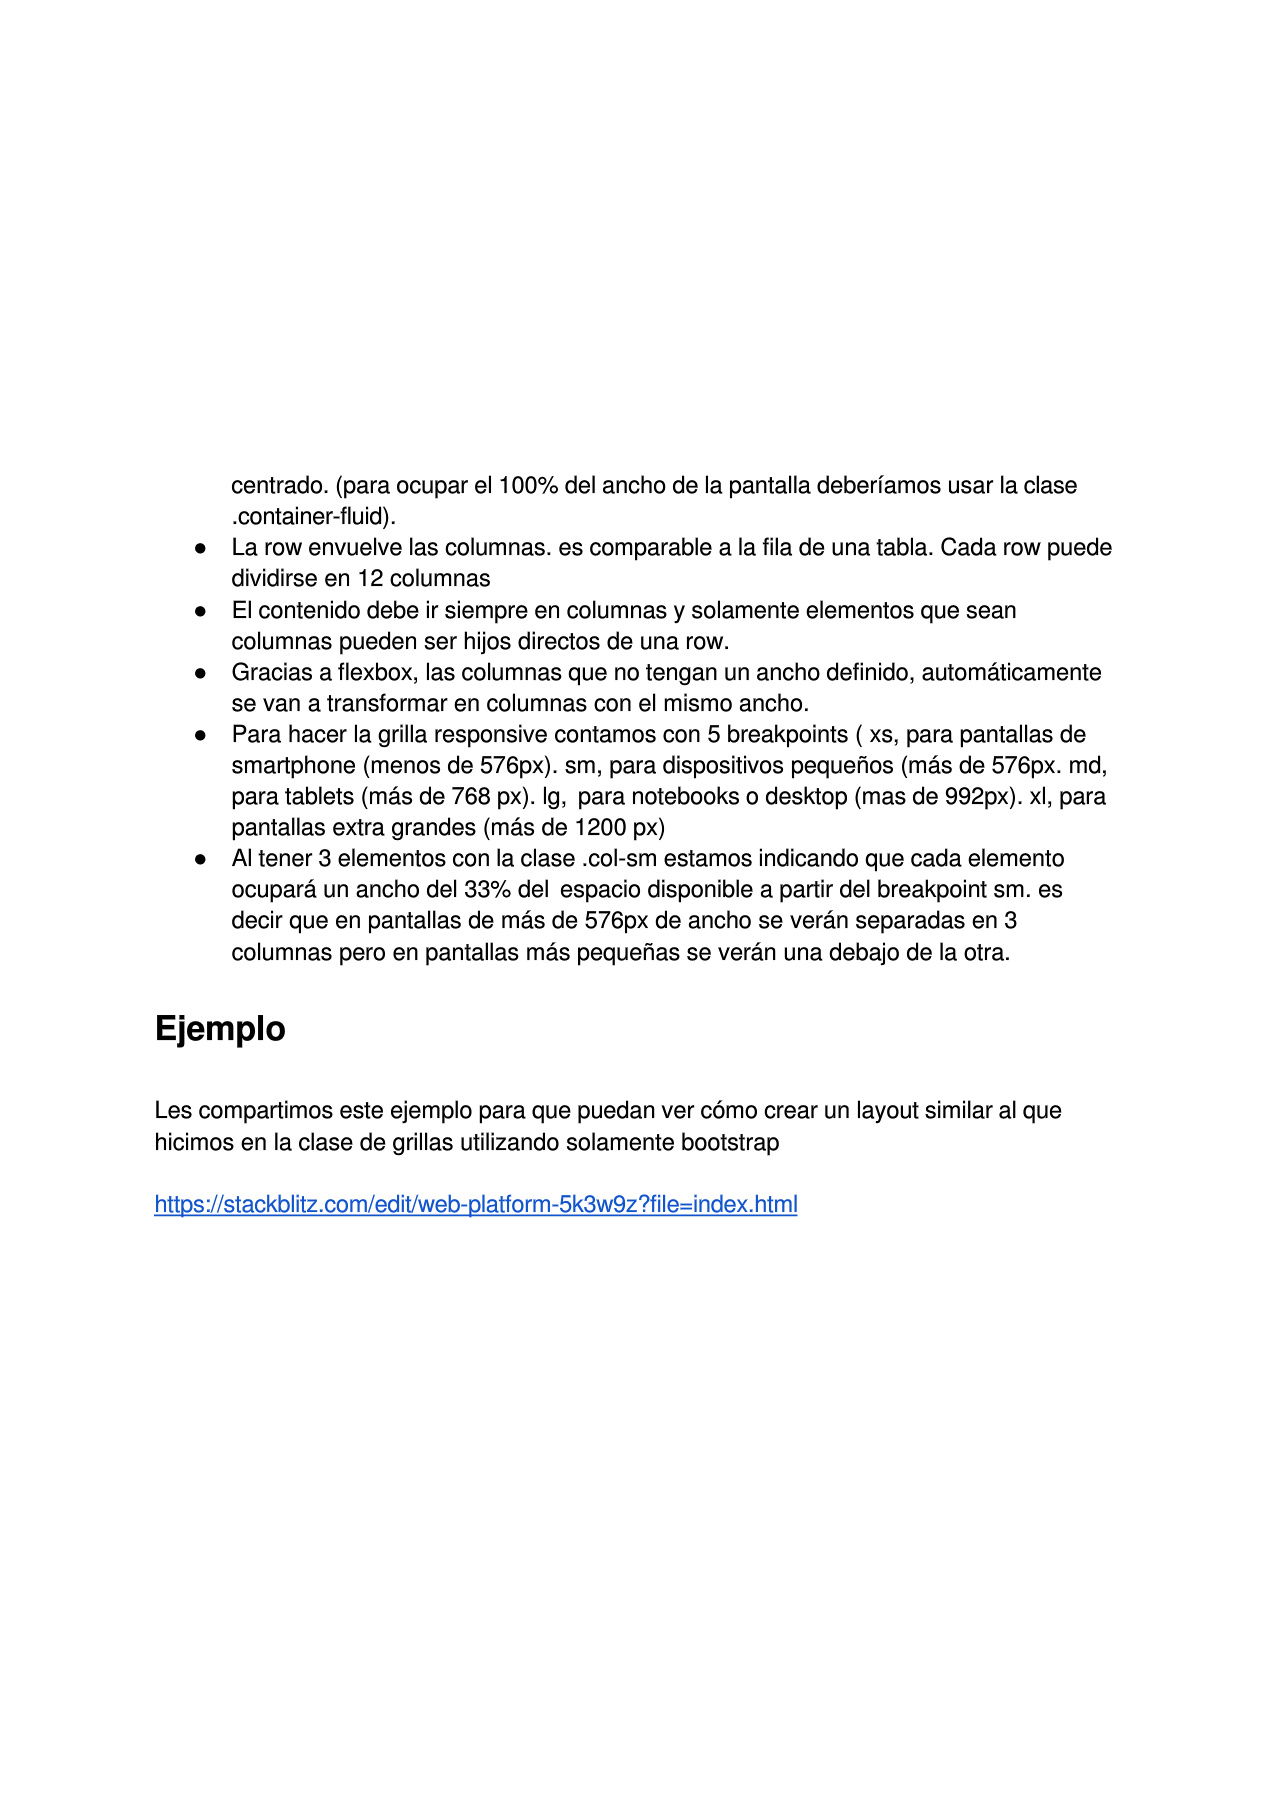 centrado. (para ocupar el 100% del ancho de la pantalla deberíamos usar la clase
.container-fluid).
● La row envuelve las columnas. es comparable a la fila de una tabla. Cada row puede
dividirse en 12 columnas
● El contenido debe ir siempre en columnas y solamente elementos que sean
columnas pueden ser hijos directos de una row.
● Gracias a flexbox, las columnas que no tengan un ancho definido, automáticamente
se van a transformar en columnas con el mismo ancho.
● Para hacer la grilla responsive contamos con 5 breakpoints ( xs, para pantallas de
smartphone (menos de 576px). sm, para dispositivos pequeños (más de 576px. md,
para tablets (más de 768 px). lg,  para notebooks o desktop (mas de 992px). xl, para
pantallas extra grandes (más de 1200 px)
● Al tener 3 elementos con la clase .col-sm estamos indicando que cada elemento
ocupará un ancho del 33% del  espacio disponible a partir del breakpoint sm. es
decir que en pantallas de más de 576px de ancho se verán separadas en 3
columnas pero en pantallas más pequeñas se verán una debajo de la otra.
Ejemplo
Les compartimos este ejemplo para que puedan ver cómo crear un layout similar al que
hicimos en la clase de grillas utilizando solamente bootstrap
https://stackblitz.com/edit/web-platform-5k3w9z?file=index.html